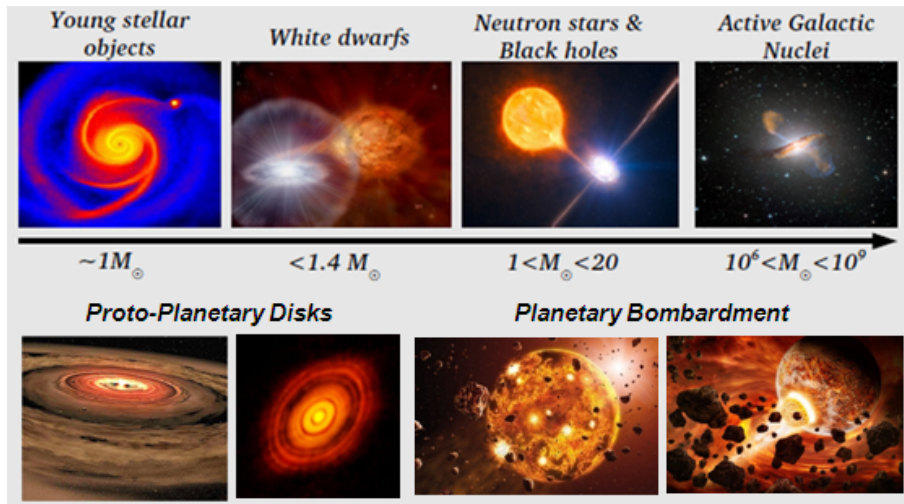 Young stellar
objects
White dwarfs
Neutron stars &
Black holes
Active Galactic
Nuclei
~1M☉
<1.4 M☉
1<M☉<20
10⁶<M☉<10⁹
Proto-Planetary Disks
Planetary Bombardment